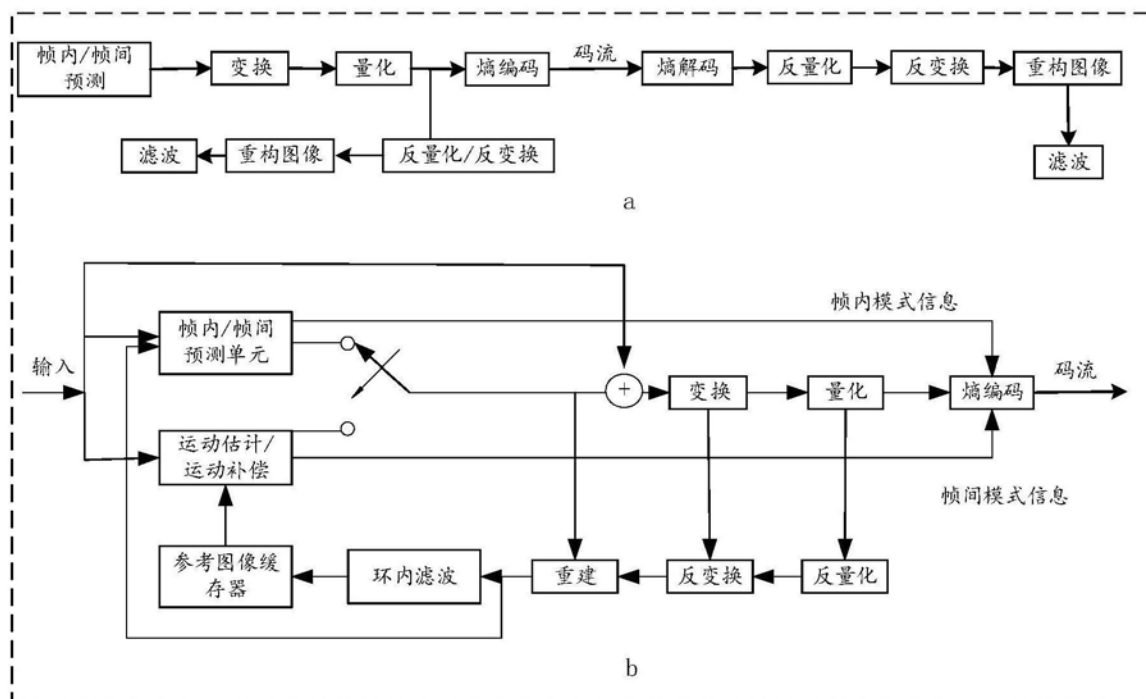 帧内/帧间
预测
变换
量化
熵编码
码流
熵解码
反量化
反变换
重构图像
滤波
重构图像
反量化/反变换
滤波
a
帧内模式信息
帧内/帧间
预测单元
输入
+
变换
量化
熵编码
码流
运动估计/
运动补偿
帧间模式信息
参考图像缓
存器
环内滤波
重建
反变换
反量化
b